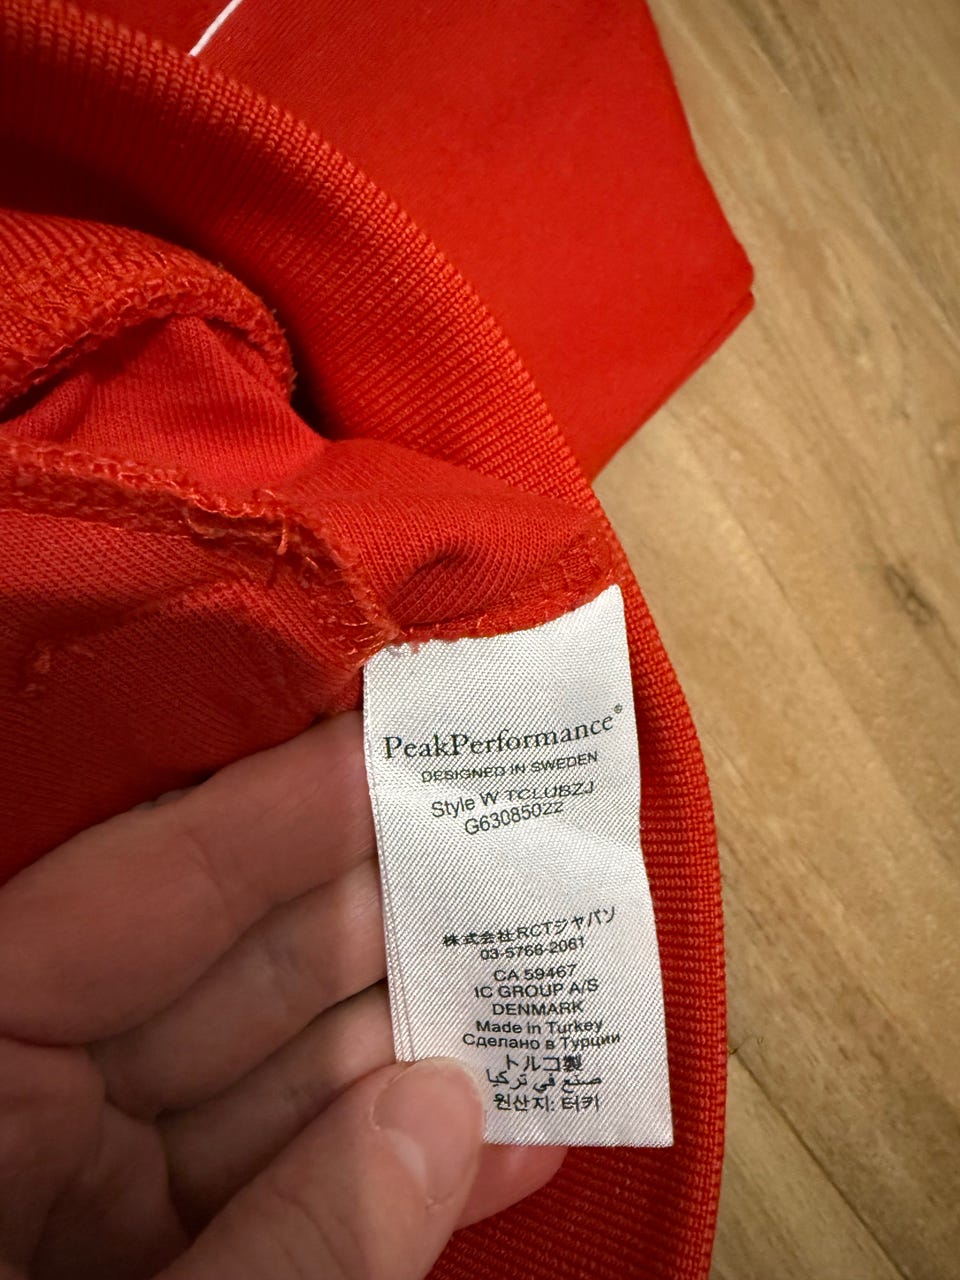 PeakPerformance®
DESIGNED IN SWEDEN
Style W TCLUBZJ
G63085022
株式会社RCTジャパン
03-5766-2061
CA 59467
IC GROUP A/S
DENMARK
Made in Turkey
Сделано в Турции
トルコ製
صنع في تركيا
원산지: 터키